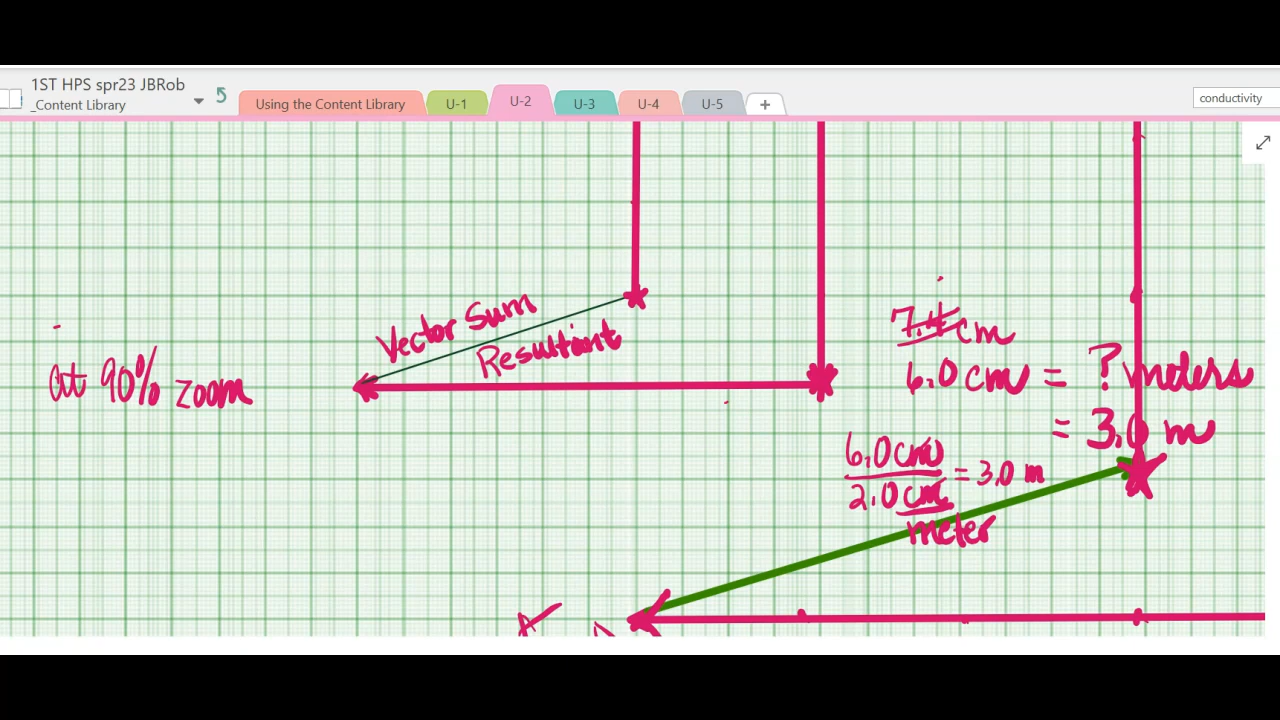 1ST HPS spr23 JBRob
_Content Library
Using the Content Library
U-1
U-2
U-3
U-4
U-5
+
conductivity
Vector Sum
Resultant
at 90% zoom
7.4 cm
6.0 cm = ? meters
= 3.0 m
6.0 cm
2.0 cm = 3.0 m
meter